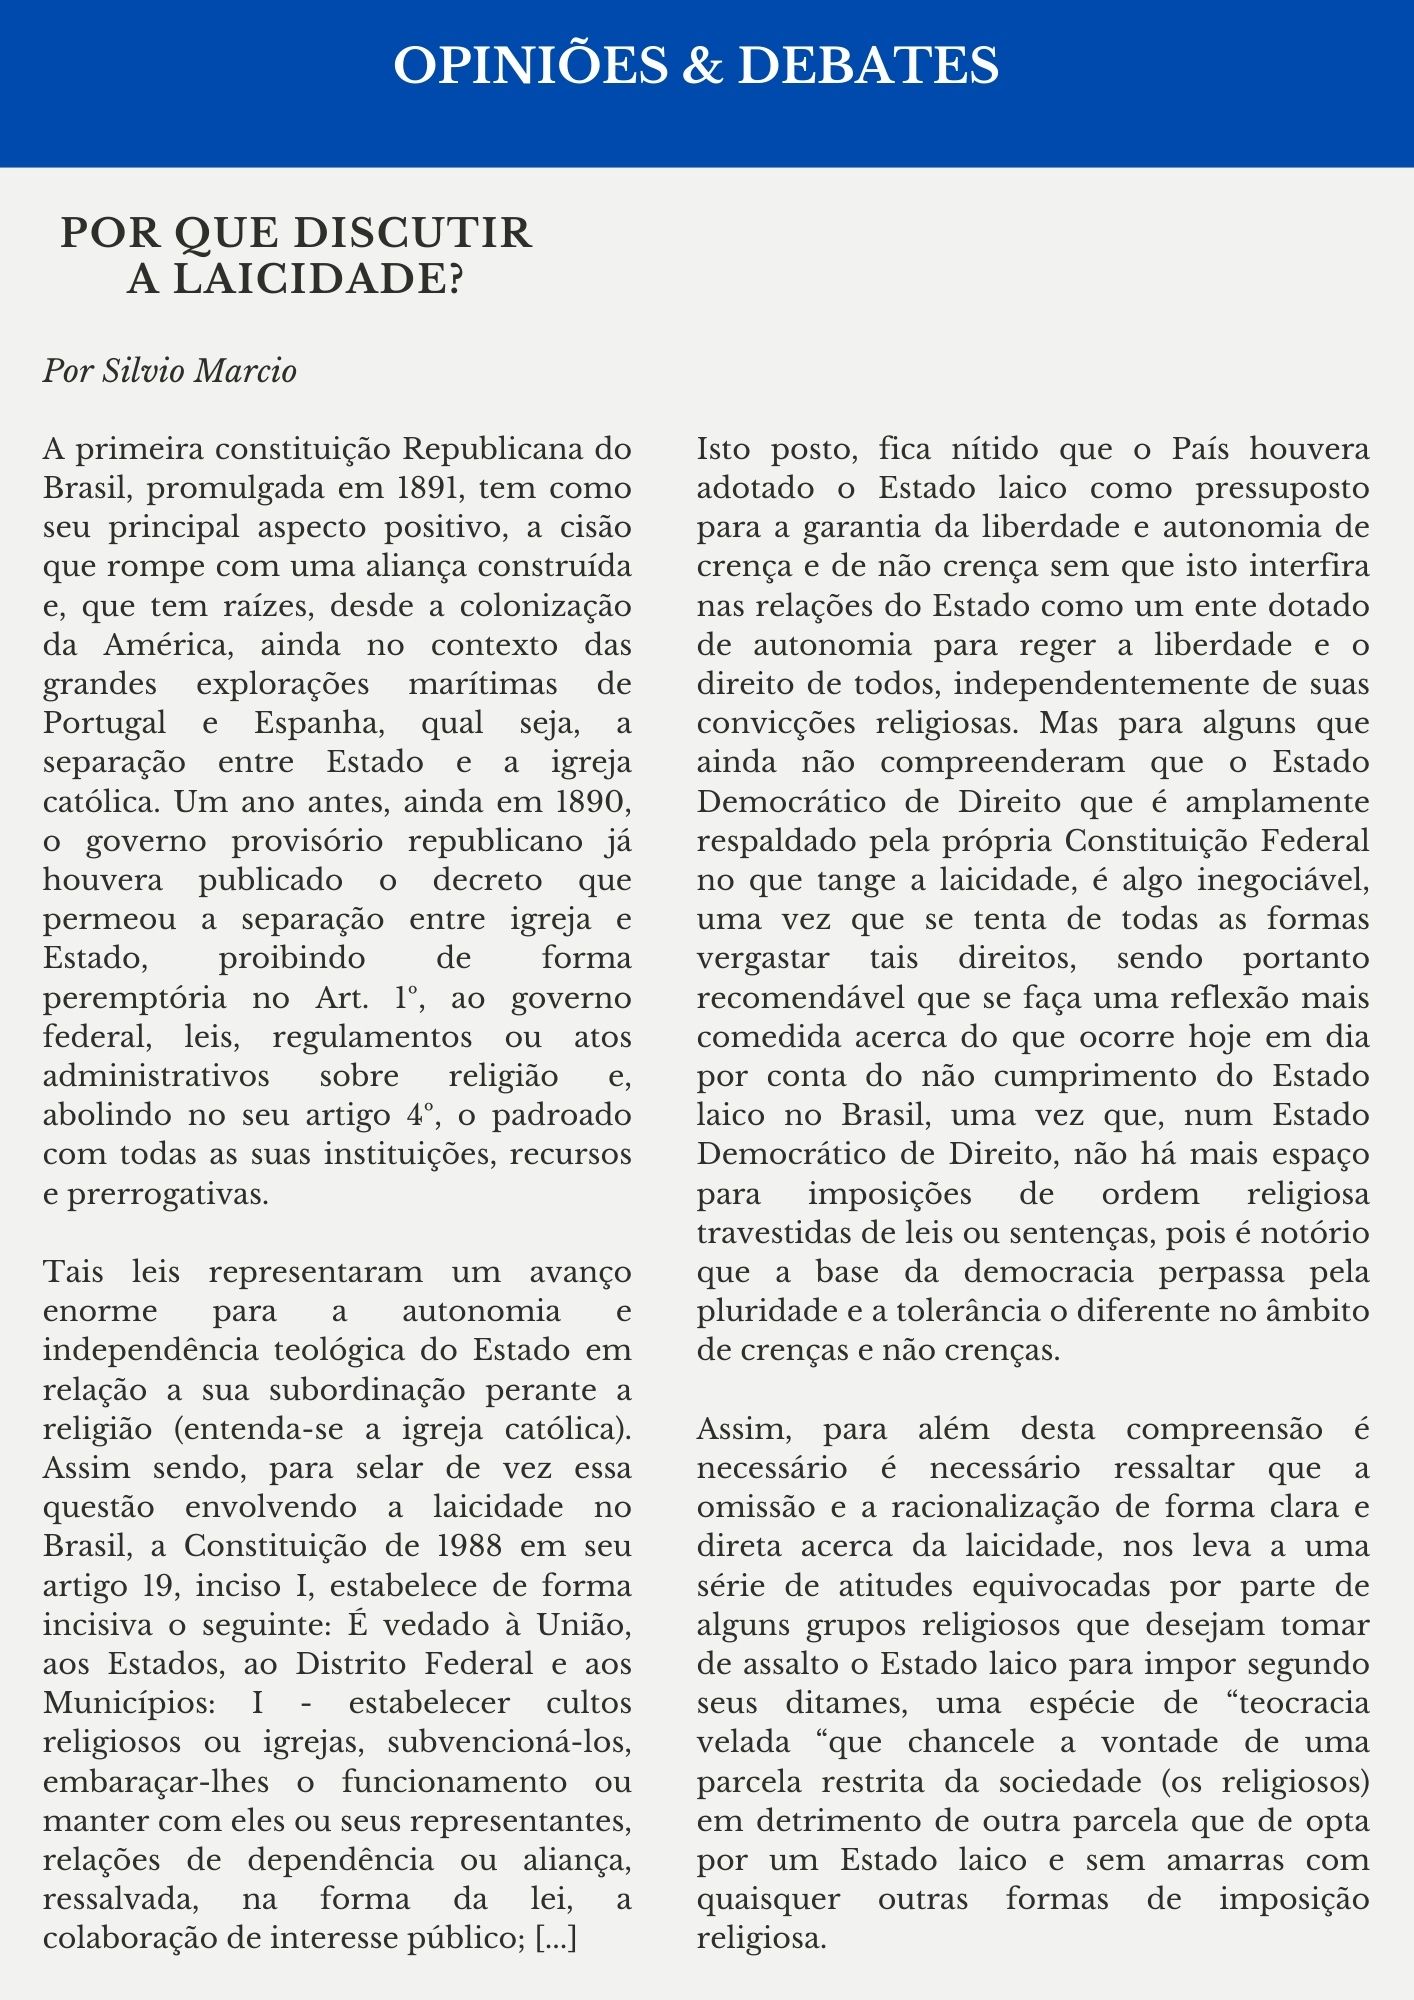 OPINIÕES & DEBATES
POR QUE DISCUTIR
A LAICIDADE?
Por Silvio Marcio
A primeira constituição Republicana do
Brasil, promulgada em 1891, tem como
seu principal aspecto positivo, a cisão
que rompe com uma aliança construída
e, que tem raízes, desde a colonização
da América, ainda no contexto das
grandes explorações marítimas de
Portugal e Espanha, qual seja, a
separação entre Estado e a igreja
católica. Um ano antes, ainda em 1890,
o governo provisório republicano já
houvera publicado o decreto que
permeou a separação entre igreja e
Estado, proibindo de forma
peremptória no Art. 1º, ao governo
federal, leis, regulamentos ou atos
administrativos sobre religião e,
abolindo no seu artigo 4º, o padroado
com todas as suas instituições, recursos
e prerrogativas.
Tais leis representaram um avanço
enorme para a autonomia e
independência teológica do Estado em
relação a sua subordinação perante a
religião (entenda-se a igreja católica).
Assim sendo, para selar de vez essa
questão envolvendo a laicidade no
Brasil, a Constituição de 1988 em seu
artigo 19, inciso I, estabelece de forma
incisiva o seguinte: É vedado à União,
aos Estados, ao Distrito Federal e aos
Municípios: I - estabelecer cultos
religiosos ou igrejas, subvencioná-los,
embaraçar-lhes o funcionamento ou
manter com eles ou seus representantes,
relações de dependência ou aliança,
ressalvada, na forma da lei, a
colaboração de interesse público; [...]
Isto posto, fica nítido que o País houvera
adotado o Estado laico como pressuposto
para a garantia da liberdade e autonomia de
crença e de não crença sem que isto interfira
nas relações do Estado como um ente dotado
de autonomia para reger a liberdade e o
direito de todos, independentemente de suas
convicções religiosas. Mas para alguns que
ainda não compreenderam que o Estado
Democrático de Direito que é amplamente
respaldado pela própria Constituição Federal
no que tange a laicidade, é algo inegociável,
uma vez que se tenta de todas as formas
vergastar tais direitos, sendo portanto
recomendável que se faça uma reflexão mais
comedida acerca do que ocorre hoje em dia
por conta do não cumprimento do Estado
laico no Brasil, uma vez que, num Estado
Democrático de Direito, não há mais espaço
para imposições de ordem religiosa
travestidas de leis ou sentenças, pois é notório
que a base da democracia perpassa pela
pluridade e a tolerância o diferente no âmbito
de crenças e não crenças.
Assim, para além desta compreensão é
necessário é necessário ressaltar que a
omissão e a racionalização de forma clara e
direta acerca da laicidade, nos leva a uma
série de atitudes equivocadas por parte de
alguns grupos religiosos que desejam tomar
de assalto o Estado laico para impor segundo
seus ditames, uma espécie de “teocracia
velada “que chancele a vontade de uma
parcela restrita da sociedade (os religiosos)
em detrimento de outra parcela que de opta
por um Estado laico e sem amarras com
quaisquer outras formas de imposição
religiosa.